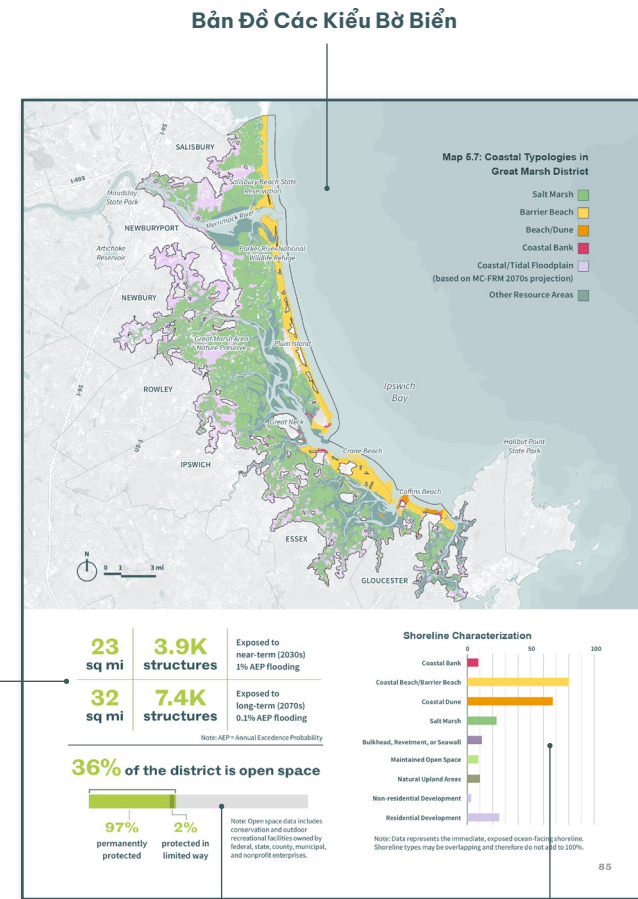 Bản Đồ Các Kiểu Bờ Biển
Map 5.7: Coastal Typologies in
Great Marsh District
Salt Marsh
Barrier Beach
Beach/Dune
Coastal Bank
Coastal/Tidal Floodplain
(based on MC-FRM 2070s projection)
Other Resource Areas
I-95
SALISBURY
I-495
Maudslay
State Park
Salisbury Beach State
Reservation
Merrimack River
NEWBURYPORT
Artichoke
Reservoir
Parker River National
Wildlife Refuge
NEWBURY
Great Marsh Area
Nature Preserve
Plum Island
I-95
ROWLEY
Ipswich
Bay
US-1
Great Neck
Halibut Point
State Park
IPSWICH
Crane Beach
Coffins Beach
ESSEX
N
0 1 3 mi
GLOUCESTER
23
sq mi
3.9K
structures
Exposed to
near-term (2030s)
1% AEP flooding
32
sq mi
7.4K
structures
Exposed to
long-term (2070s)
0.1% AEP flooding
Note: AEP = Annual Excedence Probability
36% of the district is open space
97%
permanently
protected
2%
protected in
limited way
Note: Open space data includes
conservation and outdoor
recreational facilities owned by
federal, state, county, municipal,
and nonprofit enterprises.
Shoreline Characterization
0 50 100
Coastal Bank
Coastal Beach/Barrier Beach
Coastal Dune
Salt Marsh
Bulkhead, Revetment, or Seawall
Maintained Open Space
Natural Upland Areas
Non-residential Development
Residential Development
Note: Data represents the immediate, exposed ocean-facing shoreline.
Shoreline types may be overlapping and therefore do not add to 100%.
85